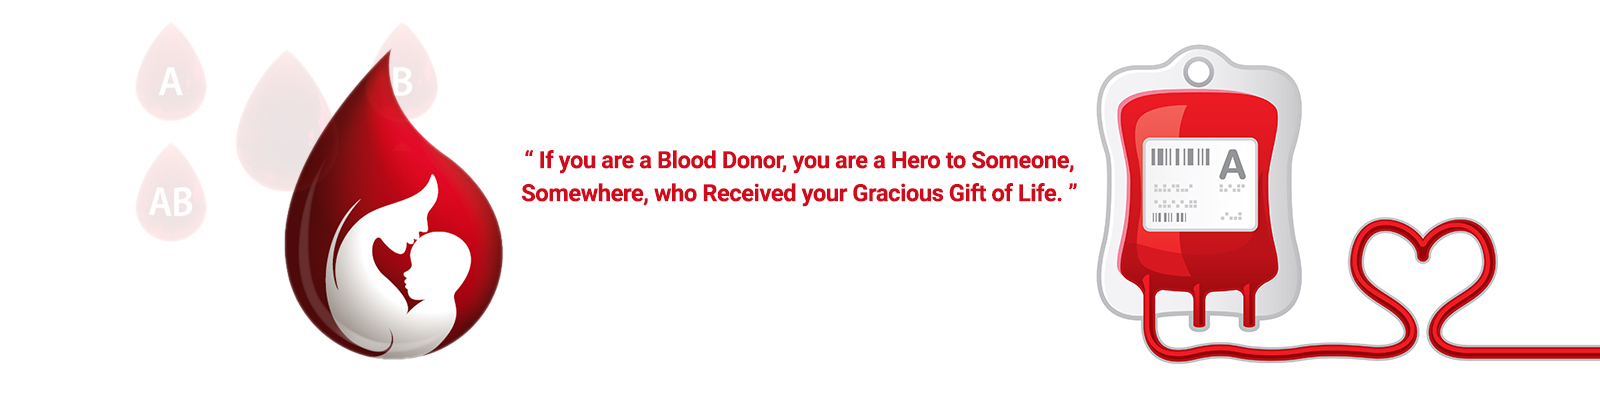 A
B
AB
“ If you are a Blood Donor, you are a Hero to Someone,
Somewhere, who Received your Gracious Gift of Life. ”
A